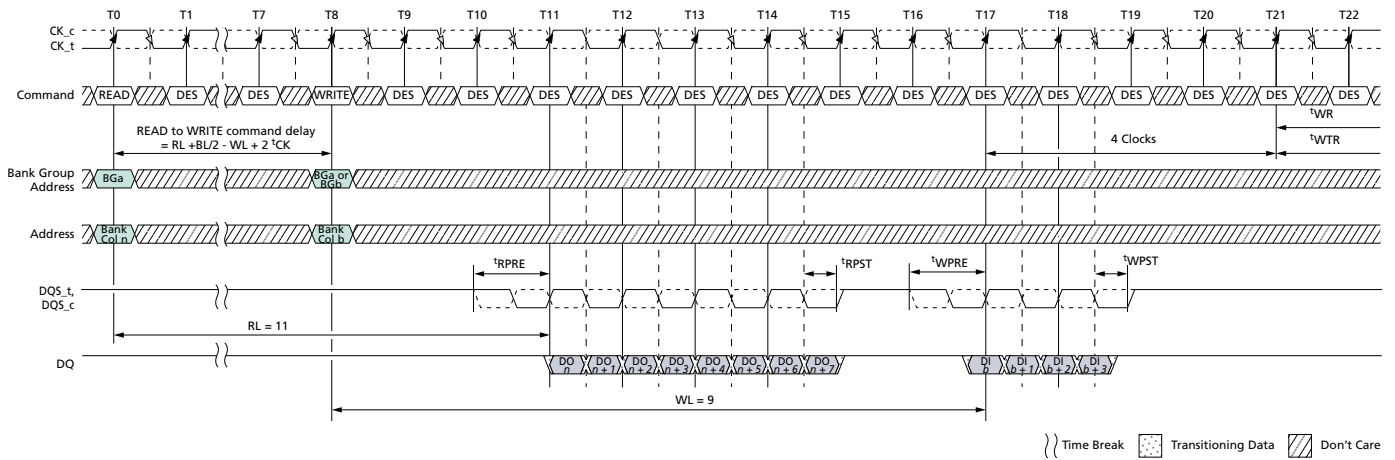 T0 T1 T7 T8 T9 T10 T11 T12 T13 T14 T15 T16 T17 T18 T19 T20 T21 T22
CK_c
CK_t
Command READ DES DES WRITE DES DES DES DES DES DES DES DES DES DES DES DES DES DES
tWR
READ to WRITE command delay
= RL +BL/2 - WL + 2 tCK
4 Clocks
tWTR
Bank Group
Address
BGa
BGa or
BGb
Address
Bank
Col n
Bank
Col b
tRPRE
tRPST
tWPRE
tWPST
DQS_t,
DQS_c
RL = 11
DQ
DO
n
DO
n + 1
DO
n + 2
DO
n + 3
DO
n + 4
DO
n + 5
DO
n + 6
DO
n + 7
DI
b
DI
b + 1
DI
b + 2
DI
b + 3
WL = 9
Time Break Transitioning Data Don't Care